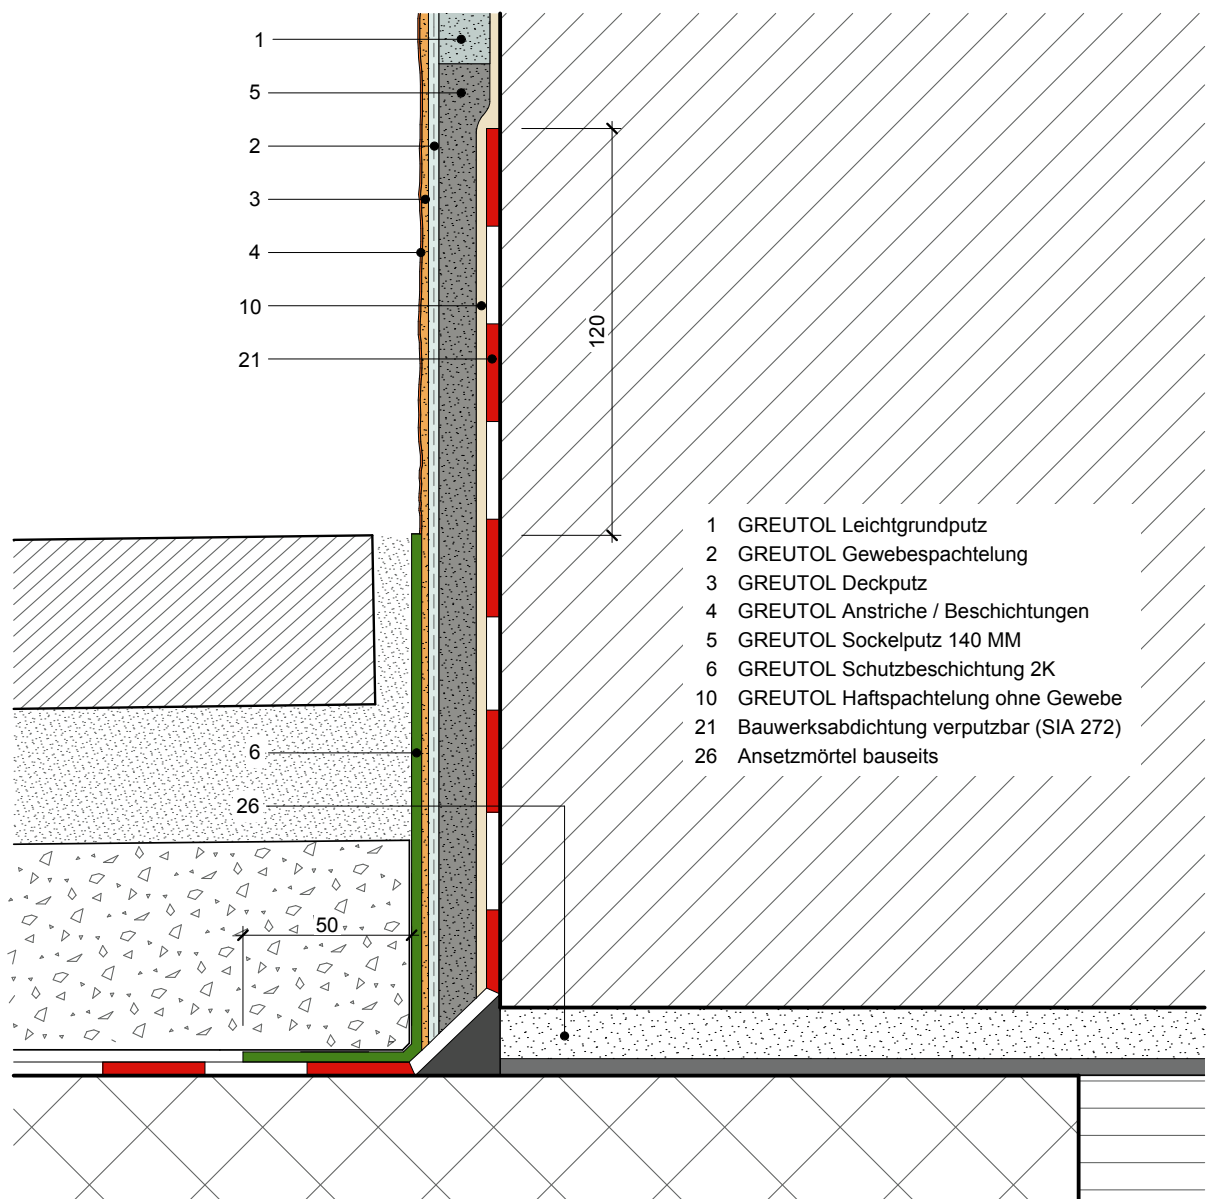 1
5
2
3
4
10
21
120
1 GREUTOL Leichtgrundputz
2 GREUTOL Gewebespachtelung
3 GREUTOL Deckputz
4 GREUTOL Anstriche / Beschichtungen
5 GREUTOL Sockelputz 140 MM
6 GREUTOL Schutzbeschichtung 2K
10 GREUTOL Haftspachtelung ohne Gewebe
21 Bauwerksabdichtung verputzbar (SIA 272)
26 Ansetzmörtel bauseits
6
26
50